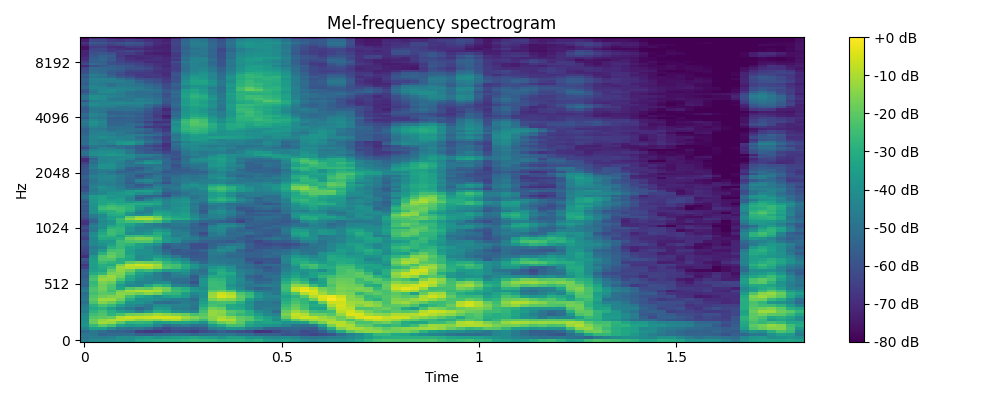 Mel-frequency spectrogram
+0 dB
8192
-10 dB
4096
-20 dB
-30 dB
2048
Hz
-40 dB
1024
-50 dB
512
-60 dB
-70 dB
0
-80 dB
0
0.5
1
1.5
Time